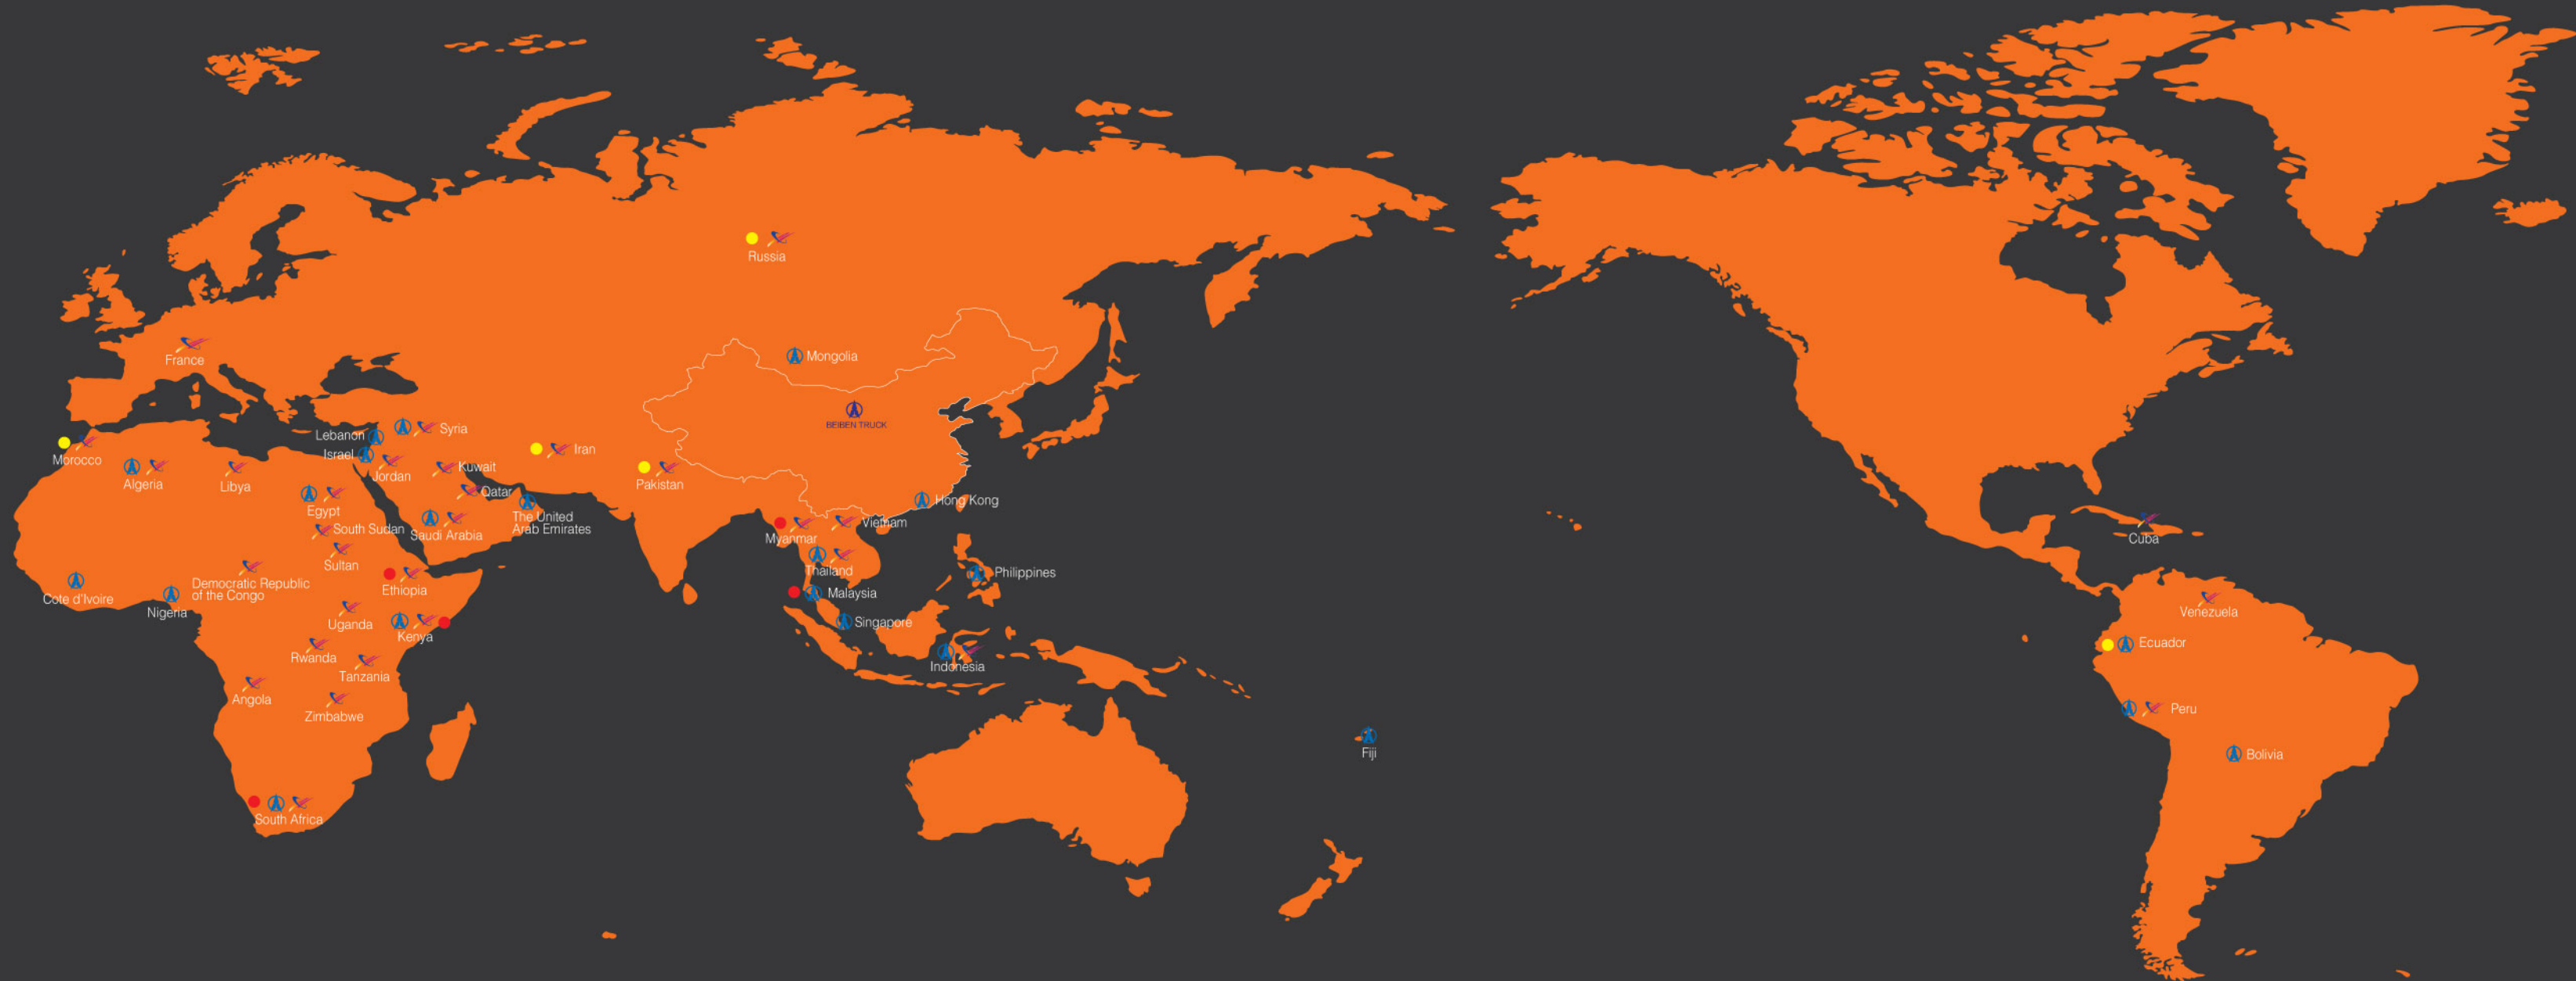 Russia
France
Mongolia
BEIBEN TRUCK
Lebanon
Syria
Israel
Jordan
Iran
Kuwait
Pakistan
Qatar
Morocco
Algeria
Libya
Egypt
South Sudan
Saudi Arabia
The United
Arab Emirates
Hong Kong
Myanmar
Vietnam
Cuba
Sultan
Thailand
Philippines
Democratic Republic
of the Congo
Ethiopia
Cote d'Ivoire
Nigeria
Malaysia
Venezuela
Uganda
Kenya
Singapore
Ecuador
Rwanda
Tanzania
Indonesia
Angola
Zimbabwe
Peru
Fiji
Bolivia
South Africa